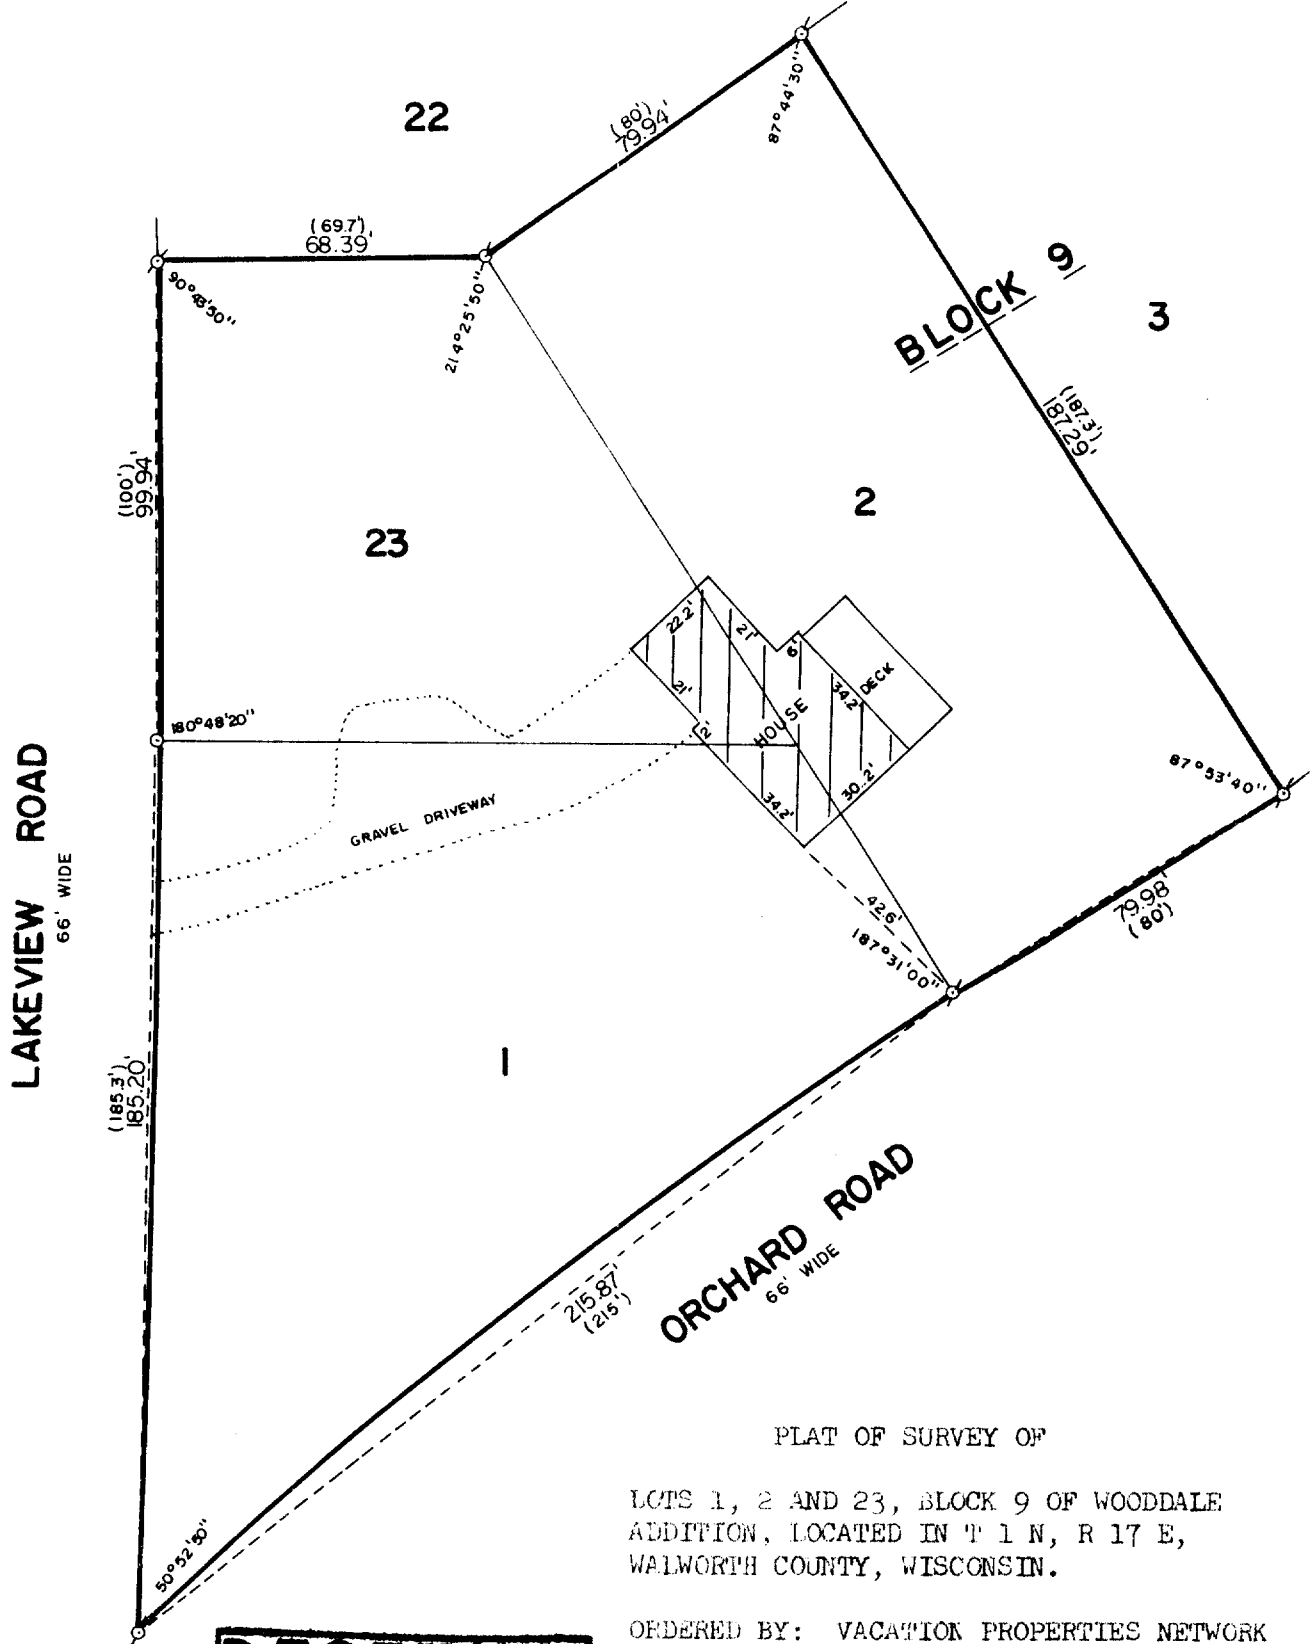 22
(80')
79.94'
87°44'30"
(69.7')
68.39'
90°43'50"
214°25'50"
BLOCK 9
3
(187.3')
187.29'
(100')
99.94'
23
2
22.2'
21'
6'
21'
34.2'
DECK
HOUSE
2'
34.2'
30.2'
180°48'20"
87°53'40"
GRAVEL DRIVEWAY
LAKEVIEW ROAD
66' WIDE
42.6'
187°31'00"
79.98'
(80')
1
(185.3')
185.20'
ORCHARD ROAD
66' WIDE
215.87'
(215')
50°52'50"
PLAT OF SURVEY OF
LOTS 1, 2 AND 23, BLOCK 9 OF WOODDALE
ADDITION, LOCATED IN T 1 N, R 17 E,
WALWORTH COUNTY, WISCONSIN.
ORDERED BY: VACATION PROPERTIES NETWORK